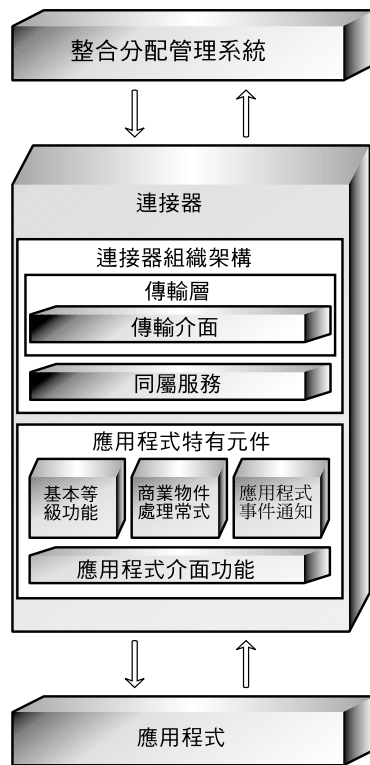 整合分配管理系統
連接器
連接器組織架構
傳輸層
傳輸介面
同屬服務
應用程式特有元件
基本等
級功能
商業物件
處理常式
應用程式
事件通知
應用程式介面功能
應用程式